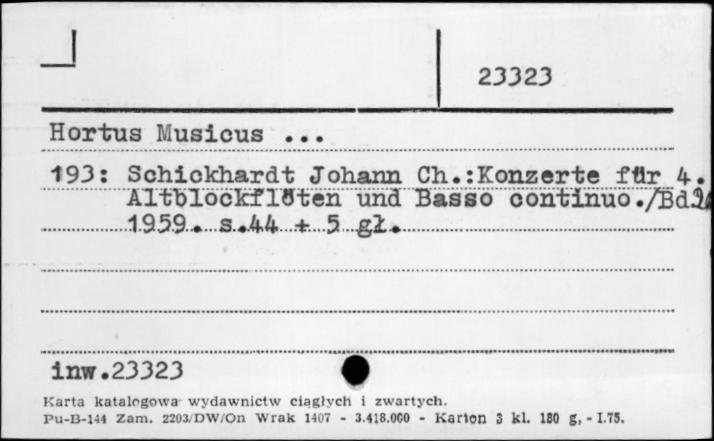 23323
Hortus Musicus ...
193: Schickhardt Johann Ch.:Konzerte für 4.
Altblockflöten und Basso continuo./Bd
1959. s.44 + 5 gł.
inw.23323
Karta katalogowa wydawnictw ciągłych i zwartych.
Pu-B-144 Zam. 2203/DW/On Wrak 1407 - 3.418.000 - Karton 3 kl. 180 g, - I.75.